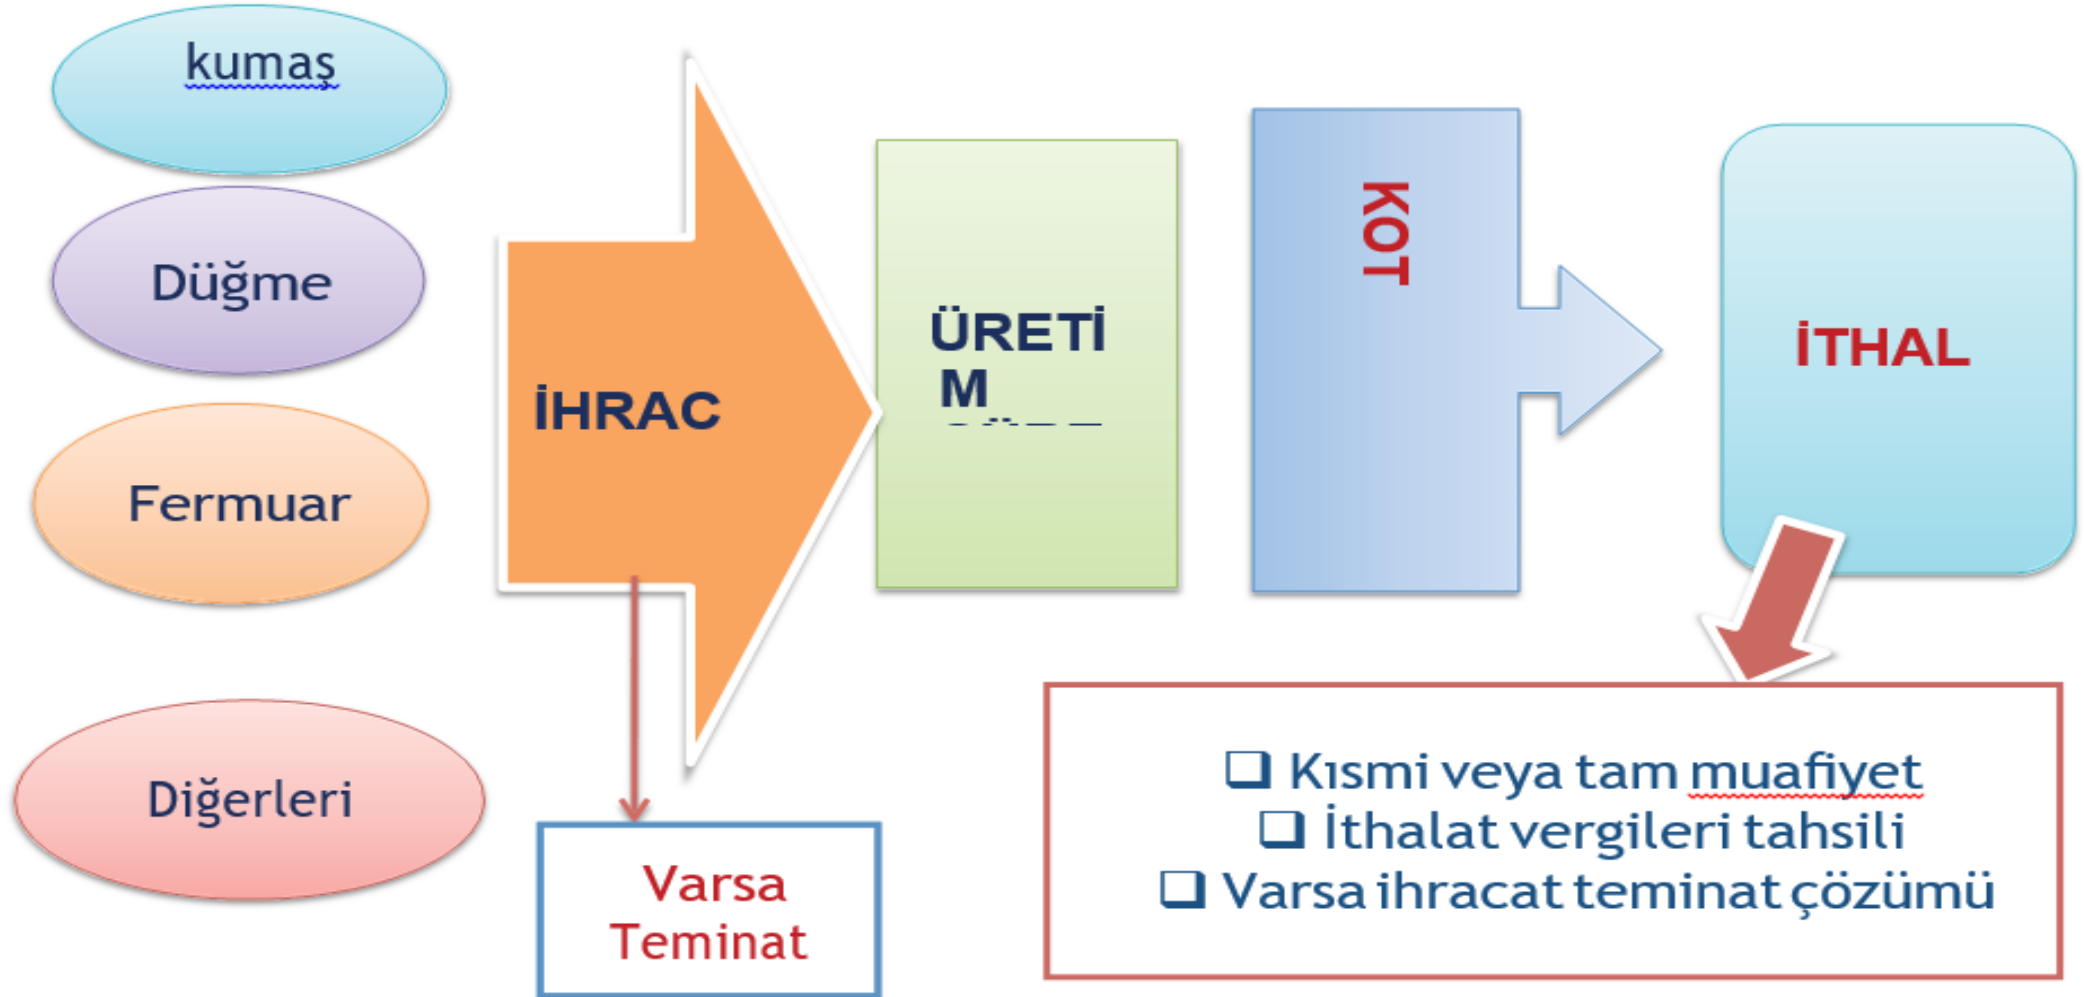 kumaş
Düğme
Fermuar
Diğerleri
İHRAC
Varsa
Teminat
ÜRETİ
M
KOT
İTHAL
❑ Kısmi veya tam muafiyet
❑ İthalat vergileri tahsili
❑ Varsa ihracat teminat çözümü